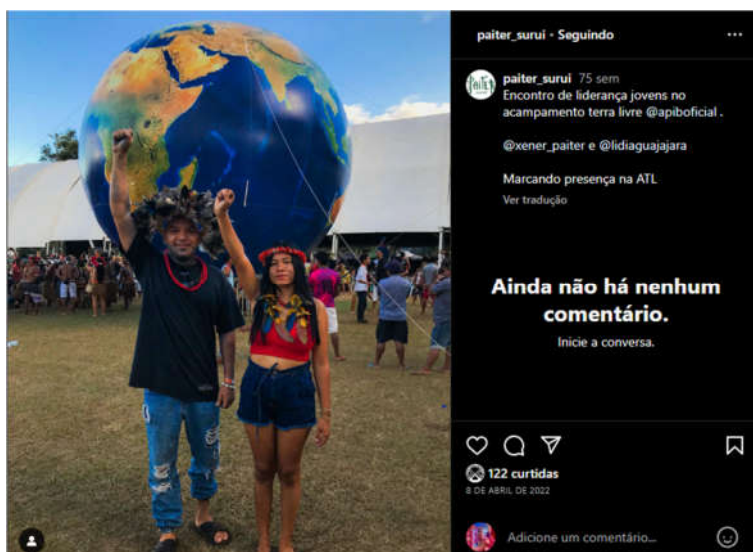 paiter_surui • Seguindo
paiter_surui 75 sem
Encontro de liderança jovens no
acampamento terra livre @apiboficial .
@xener_paiter e @lidiaguajajara
Marcando presença na ATL
Ver tradução
Ainda não há nenhum
comentário.
Inicie a conversa.
122 curtidas
8 DE ABRIL DE 2022
Adicione um comentário...